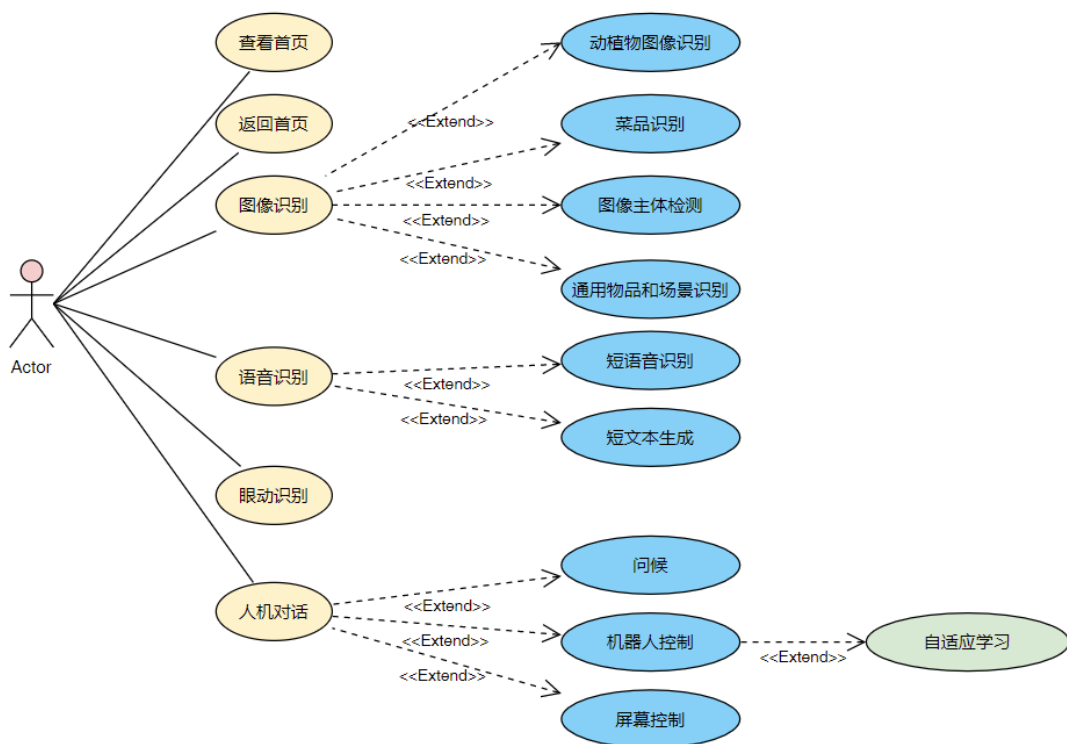 查看首页
动植物图像识别
返回首页
<<Extend>>
菜品识别
图像识别
<<Extend>>
图像主体检测
<<Extend>>
<<Extend>>
通用物品和场景识别
Actor
语音识别
短语音识别
<<Extend>>
<<Extend>>
短文本生成
眼动识别
问候
人机对话
<<Extend>>
<<Extend>>
机器人控制
<<Extend>>
自适应学习
<<Extend>>
屏幕控制